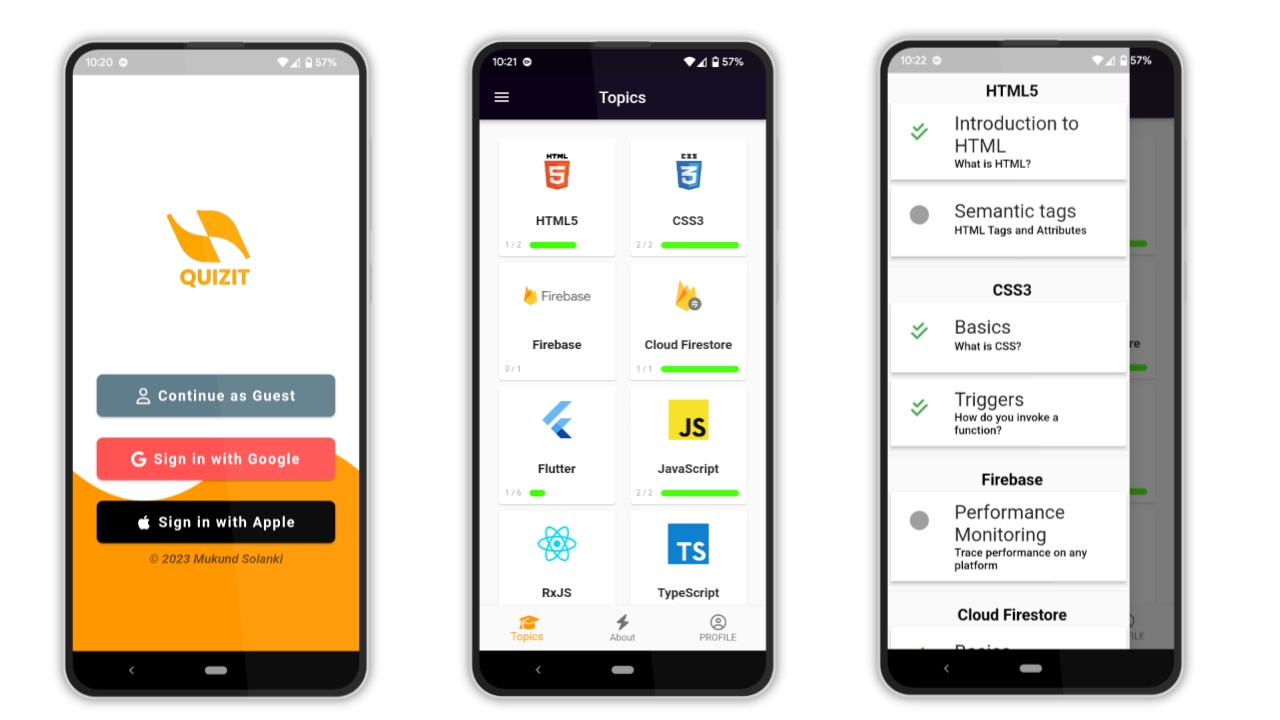 10:20
57%
QUIZIT
Continue as Guest
Sign in with Google
Sign in with Apple
© 2023 Mukund Solanki
10:21
57%
Topics
HTML
5
HTML5
1 / 2
CSS
3
CSS3
2 / 2
Firebase
Firebase
0 / 1
Cloud Firestore
1 / 1
Flutter
1 / 6
JS
JavaScript
2 / 2
RxJS
TS
TypeScript
Topics
About
PROFILE
10:22
57%
HTML5
Introduction to
HTML
What is HTML?
Semantic tags
HTML Tags and Attributes
CSS3
Basics
What is CSS?
Triggers
How do you invoke a
function?
Firebase
Performance
Monitoring
Trace performance on any
platform
Cloud Firestore
Basics
re
ILE